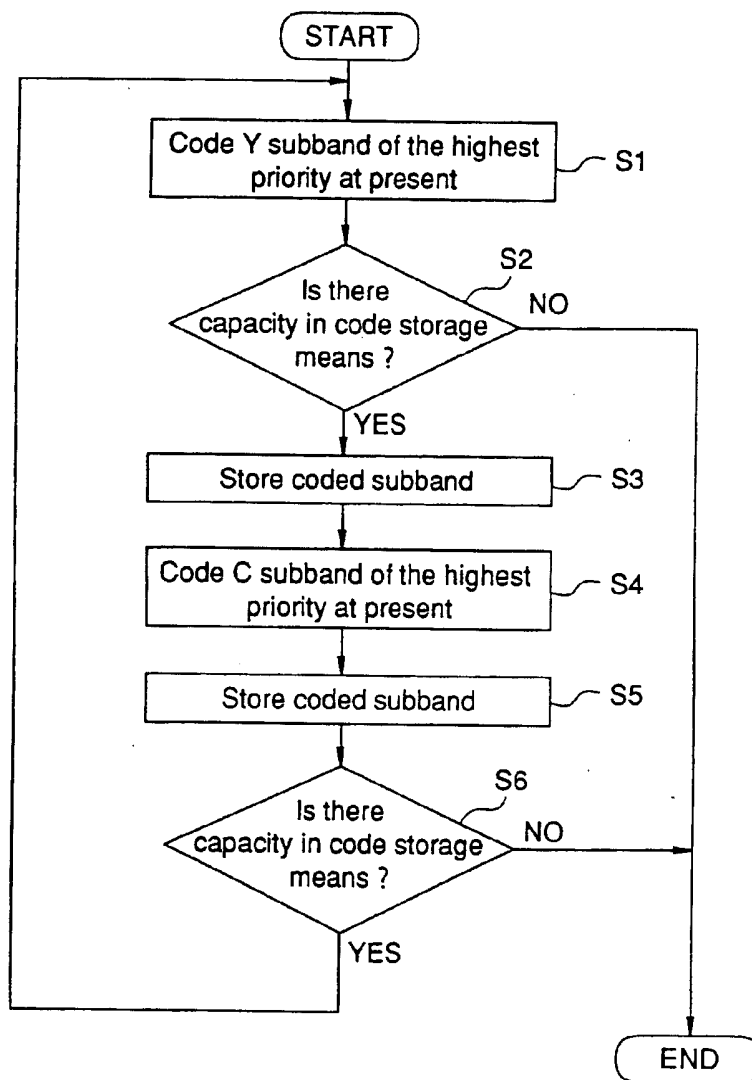 START
Code Y subband of the highest
priority at present
S1
S2
Is there
capacity in code storage
means ?
NO
YES
Store coded subband
S3
Code C subband of the highest
priority at present
S4
Store coded subband
S5
S6
Is there
capacity in code storage
means ?
NO
YES
END